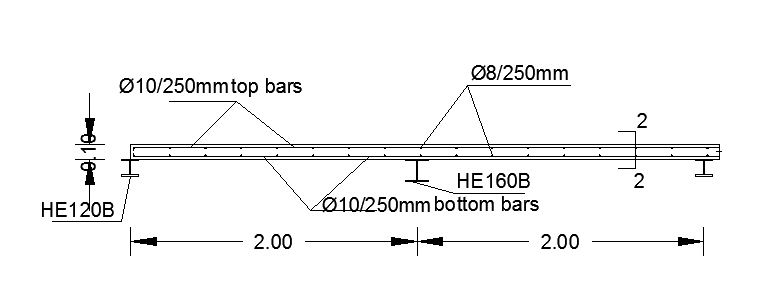 Ø8/250mm
Ø10/250mm top bars
2
0.10
HE160B
2
HE120B
Ø10/250mm bottom bars
2.00
2.00